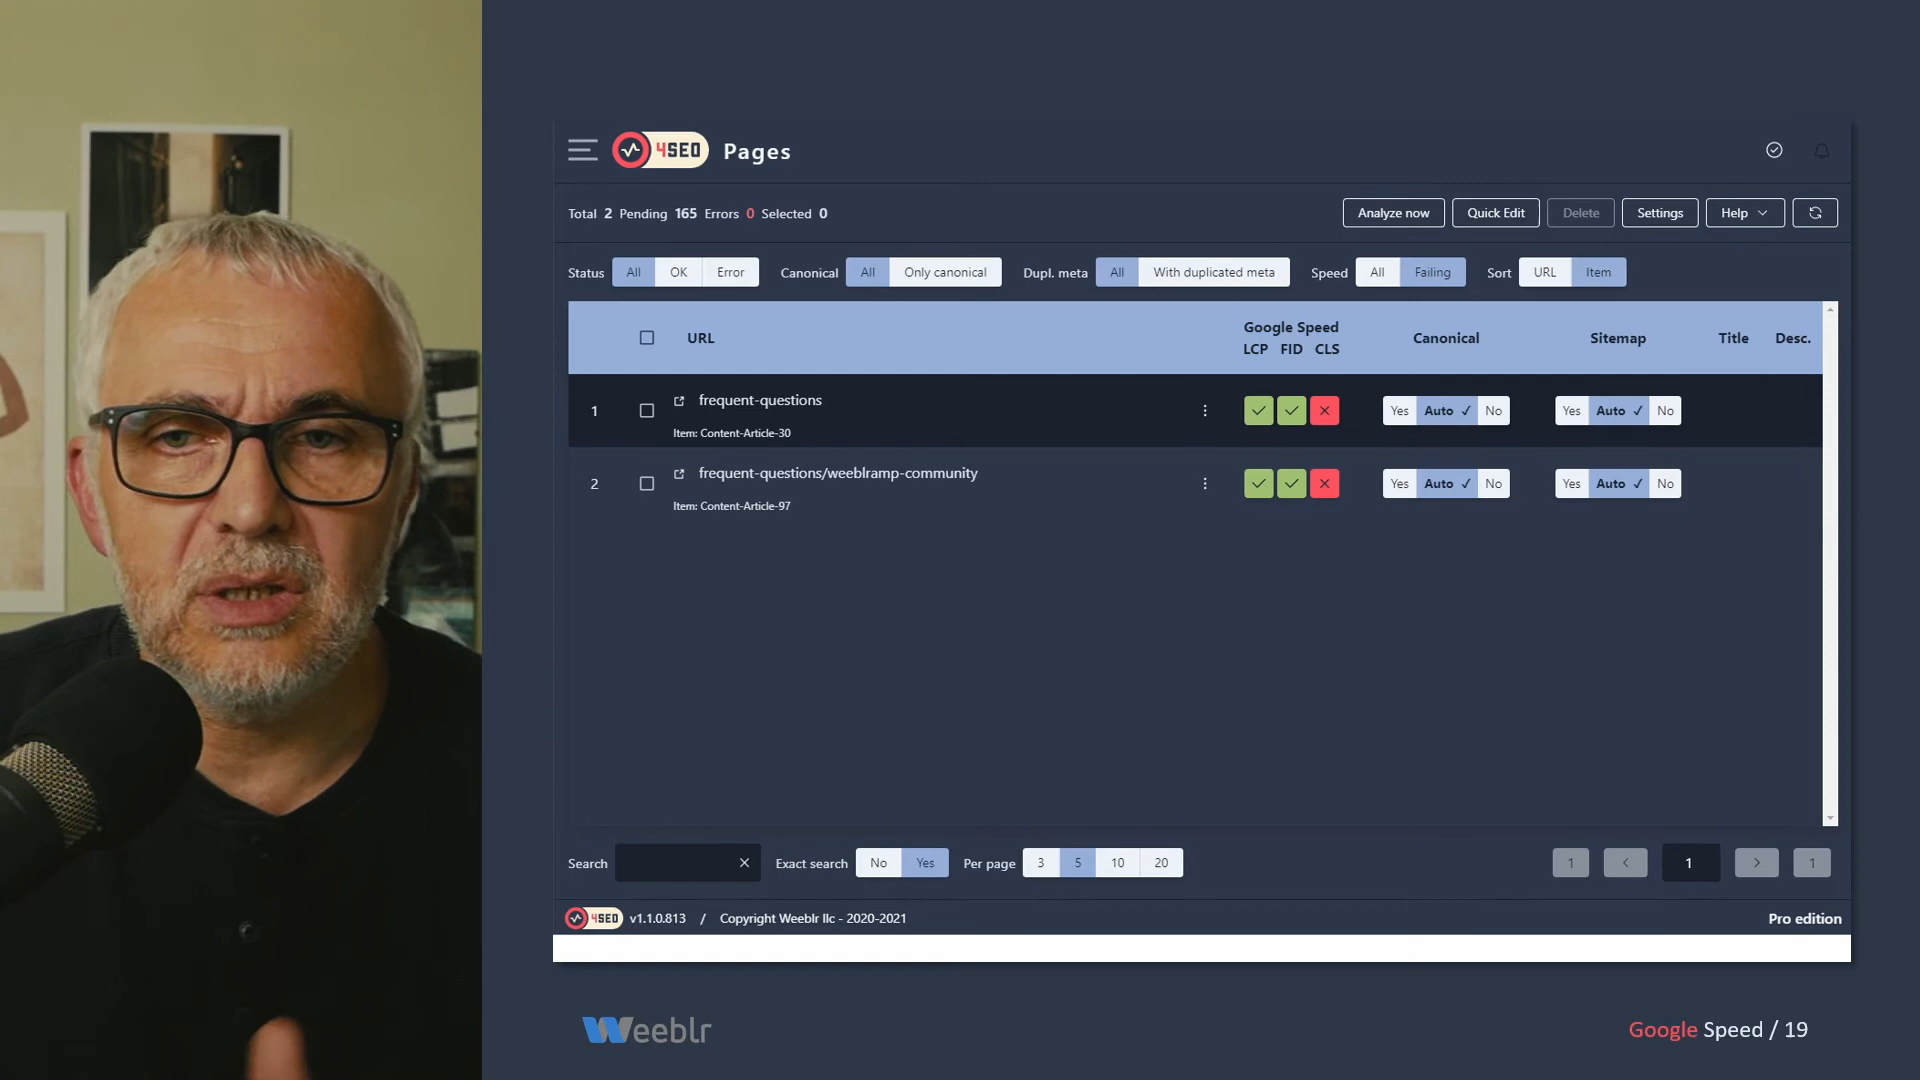 4SEO Pages
Total 2 Pending 165 Errors 0 Selected 0
Analyze now Quick Edit Delete Settings Help
Status All OK Error Canonical All Only canonical Dupl. meta All With duplicated meta Speed All Failing Sort URL Item
URL Google Speed Canonical Sitemap Title Desc.
LCP FID CLS
1 frequent-questions Yes Auto ✓ No Yes Auto ✓ No
Item: Content-Article-30
2 frequent-questions/weeblramp-community Yes Auto ✓ No Yes Auto ✓ No
Item: Content-Article-97
Search Exact search No Yes Per page 3 5 10 20 1 < 1 > 1
4SEO v1.1.0.813 / Copyright Weeblr llc - 2020-2021 Pro edition
Weeblr
Google Speed / 19